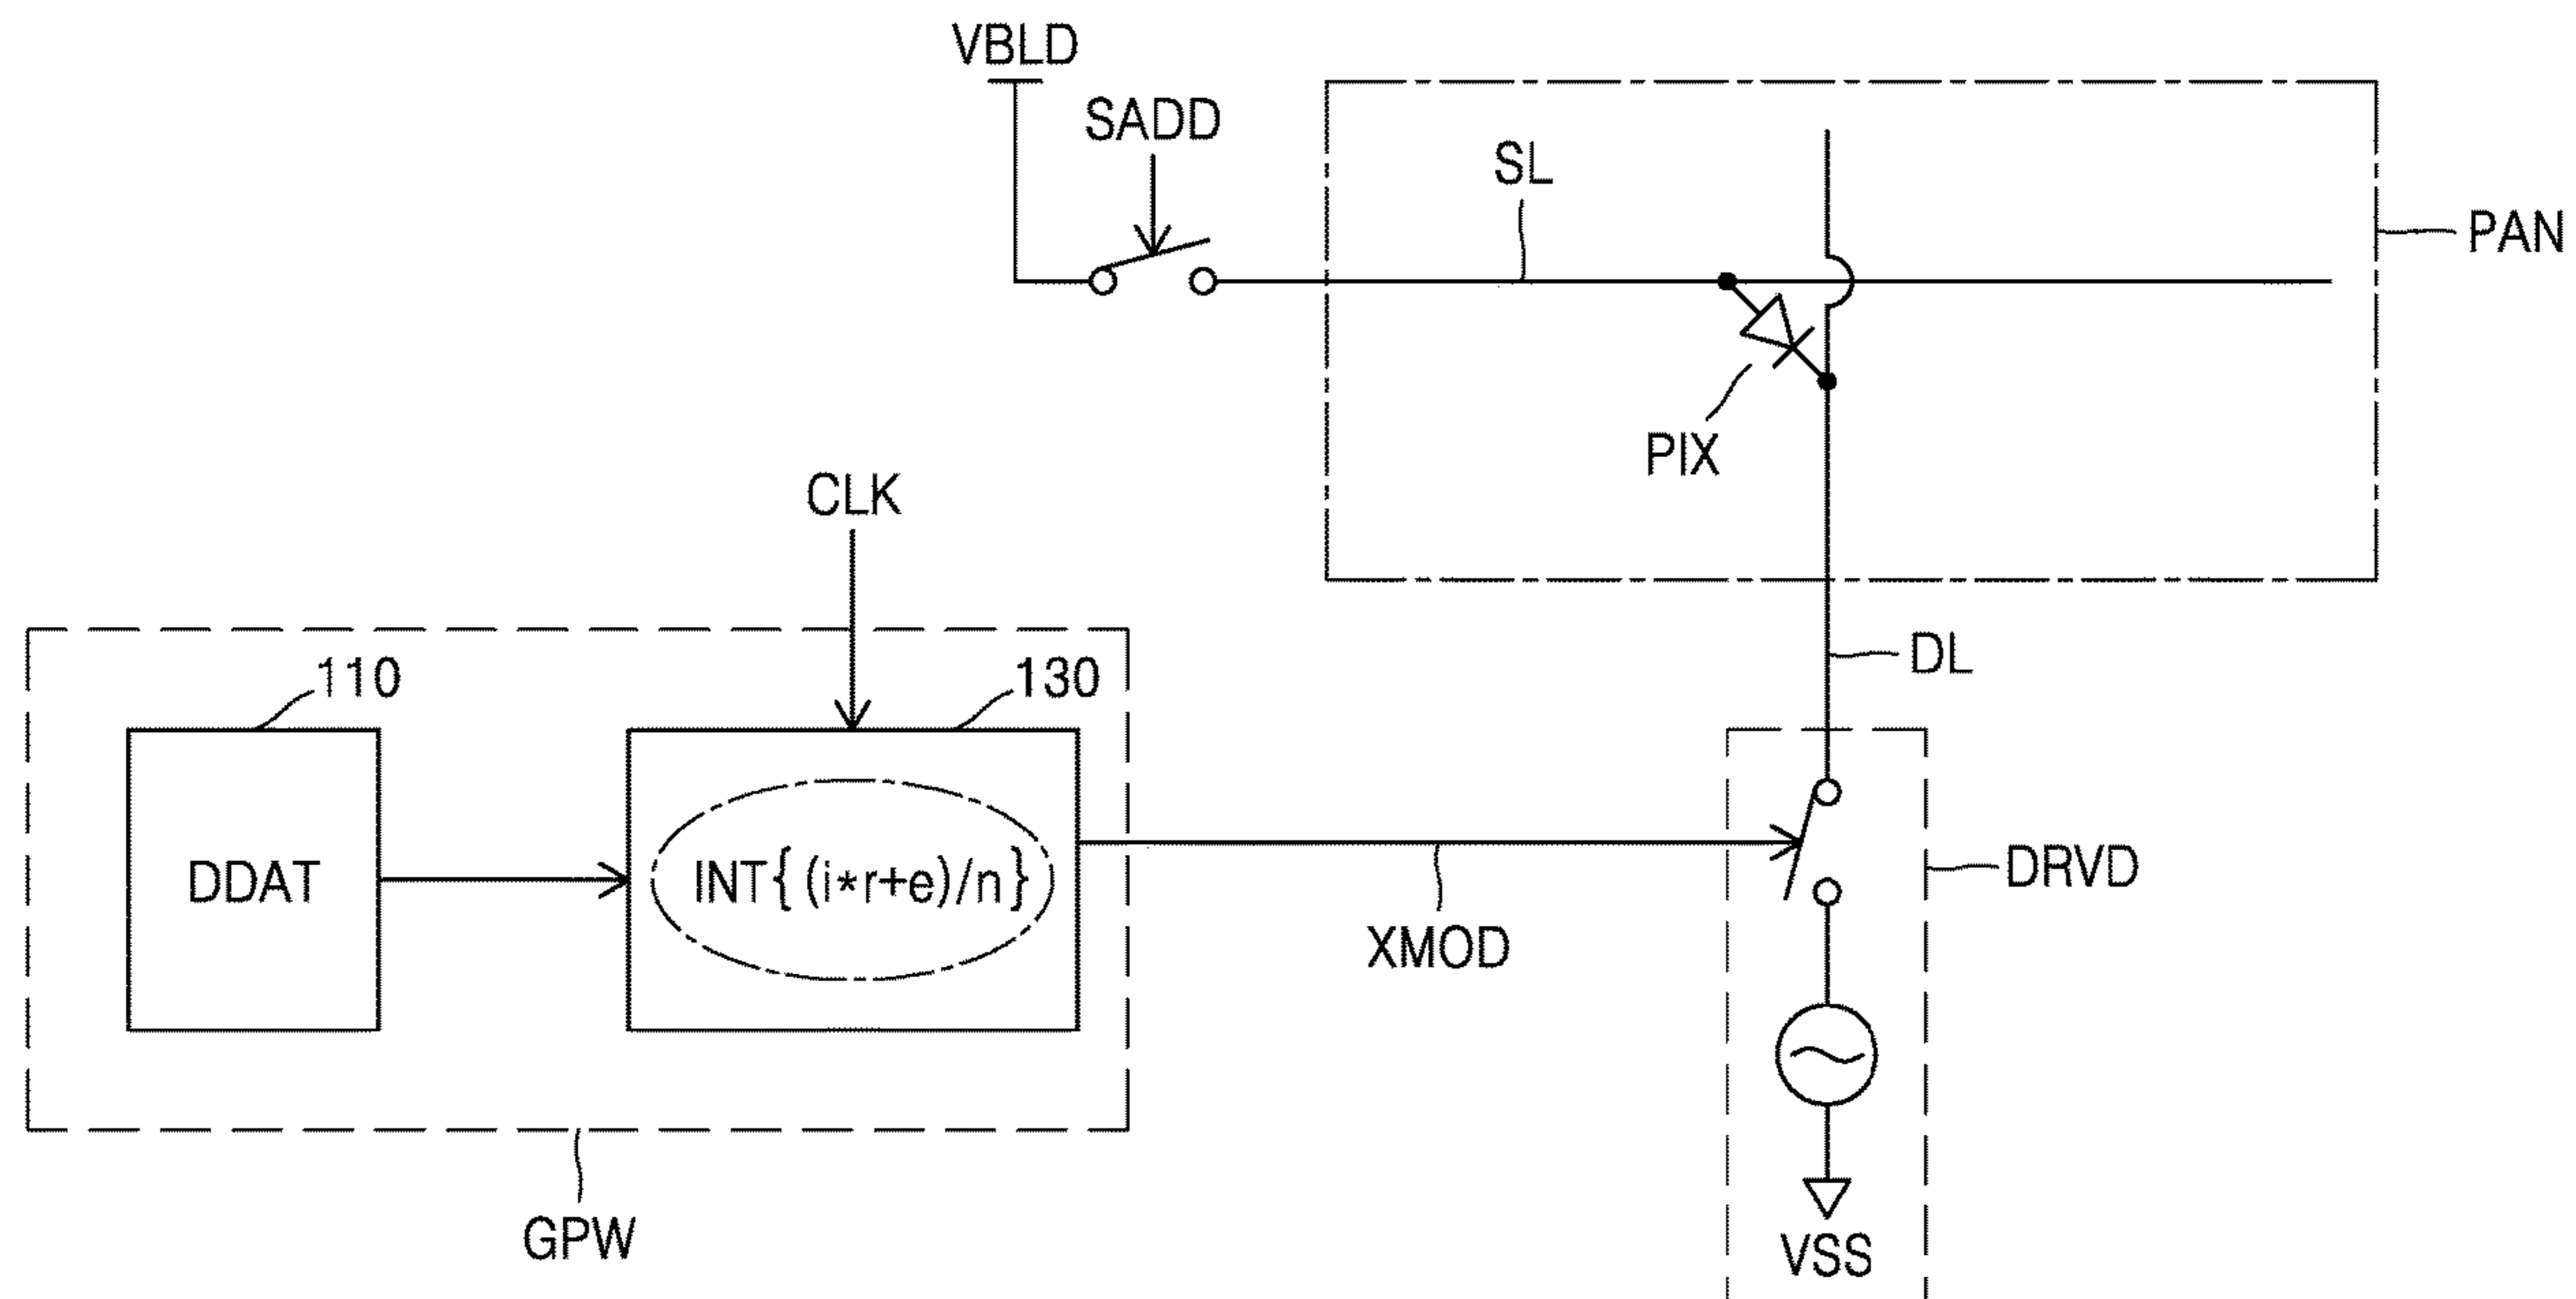 VBLD
SADD
SL
PAN
PIX
CLK
DL
110
130
DDAT
INT{(i*r+e)/n}
DRVD
XMOD
GPW
VSS